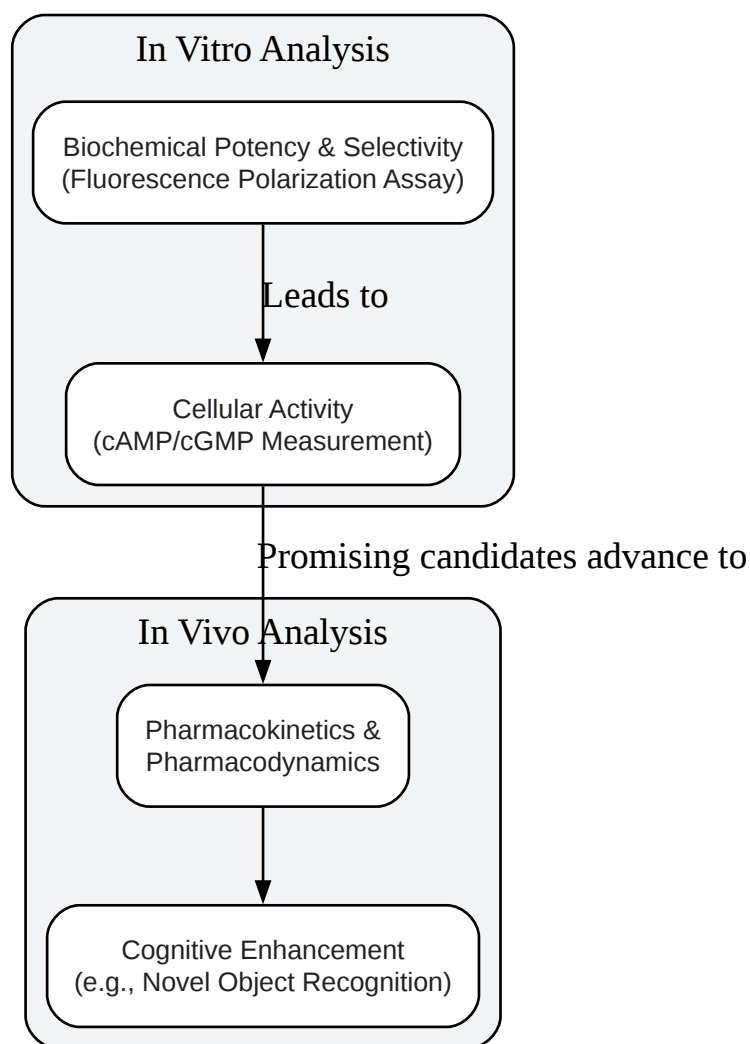 In Vitro Analysis
Biochemical Potency & Selectivity
(Fluorescence Polarization Assay)
Leads to
Cellular Activity
(cAMP/cGMP Measurement)
Promising candidates advance to
In Vivo Analysis
Pharmacokinetics &
Pharmacodynamics
Cognitive Enhancement
(e.g., Novel Object Recognition)